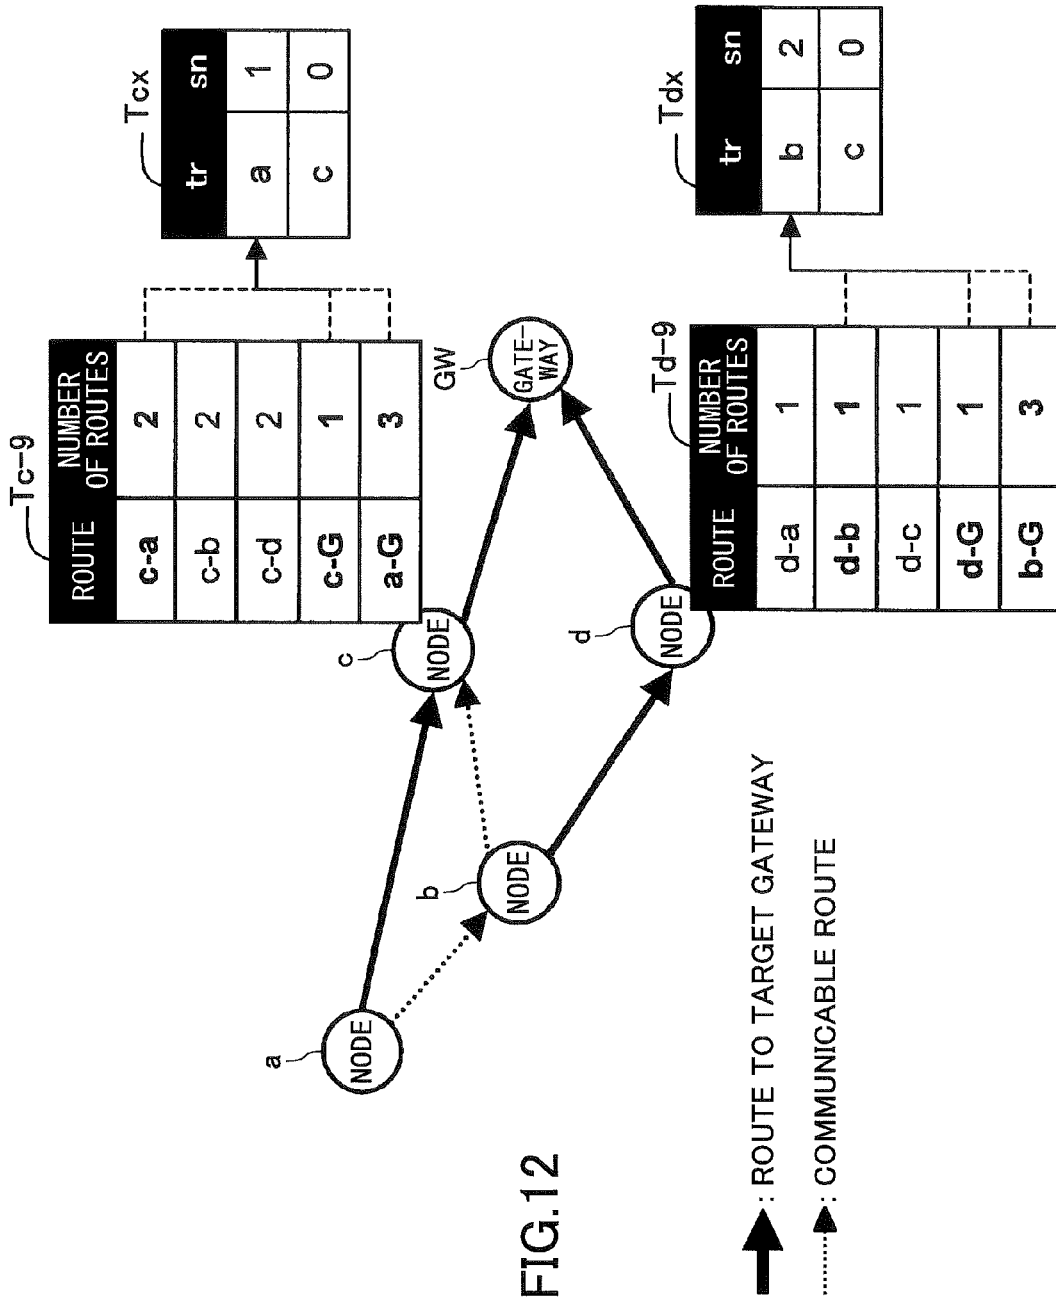 FIG.12
Tc-9
ROUTE NUMBER OF ROUTES
c-a 2
c-b 2
c-d 2
c-G 1
a-G 3
Tcx
tr sn
a 1
c 0
a
NODE
b
NODE
c
NODE
d
NODE
GW
GATE-
WAY
Td-9
ROUTE NUMBER OF ROUTES
d-a 1
d-b 1
d-c 1
d-G 1
b-G 3
Tdx
tr sn
b 2
c 0
: ROUTE TO TARGET GATEWAY
: COMMUNICABLE ROUTE